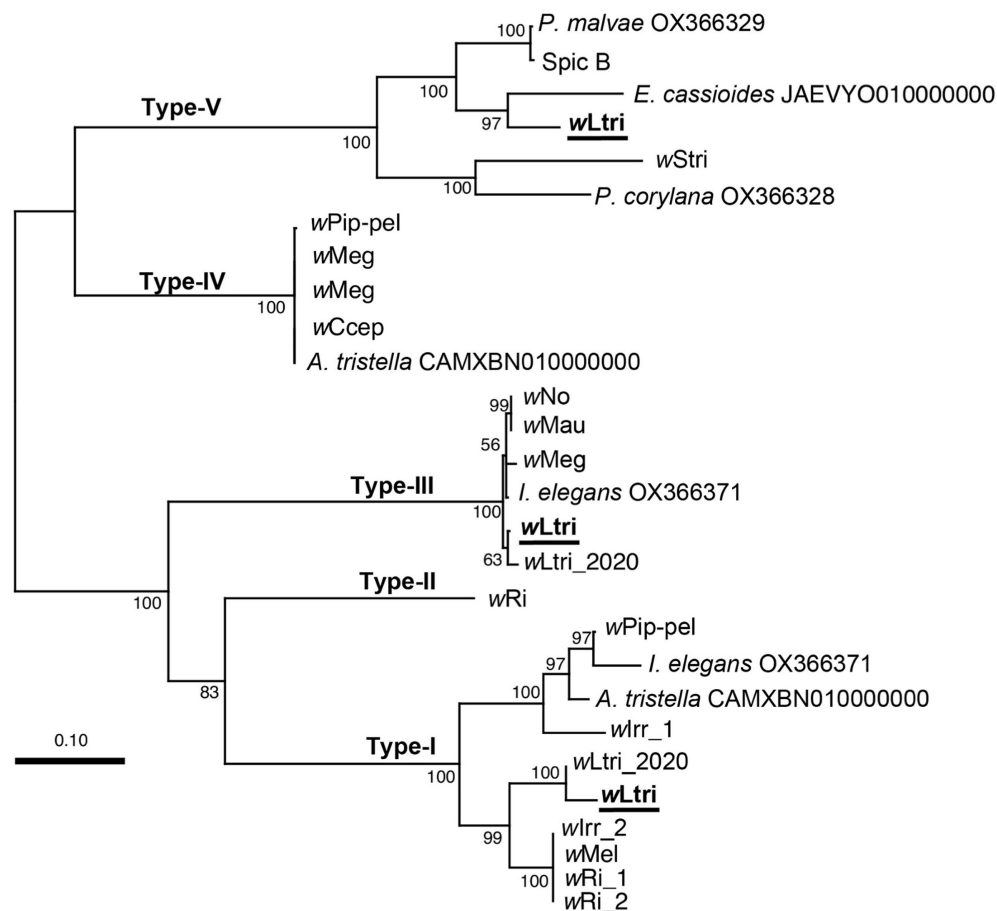 100 P. malvae OX366329
Spic B
Type-V
100
E. cassioides JAEVYO010000000
100
97 wLtri
wStri
100
P. corylana OX366328
wPip-pel
wMeg
Type-IV
wMeg
100
wCcep
A. tristella CAMXBN010000000
wNo
99
wMau
56
wMeg
Type-III
I. elegans OX366371
100
wLtri
63 wLtri_2020
Type-II
100
wRi
wPip-pel
97
97
I. elegans OX366371
83
100
A. tristella CAMXBN010000000
wIrr_1
0.10
Type-I
100
wLtri_2020
100
wLtri
wIrr_2
99
wMel
100 wRi_1
wRi_2